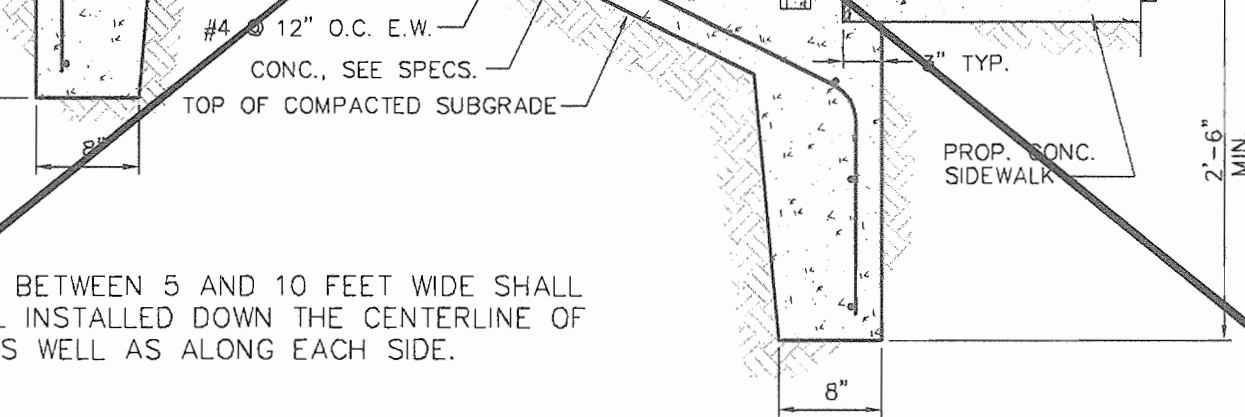 #4 @ 12" O.C. E.W.
CONC., SEE SPECS.
TOP OF COMPACTED SUBGRADE
8"
3" TYP.
PROP. CONC.
SIDEWALK
2'-6"
MIN.
BETWEEN 5 AND 10 FEET WIDE SHALL
INSTALLED DOWN THE CENTERLINE OF
WELL AS ALONG EACH SIDE.
8"